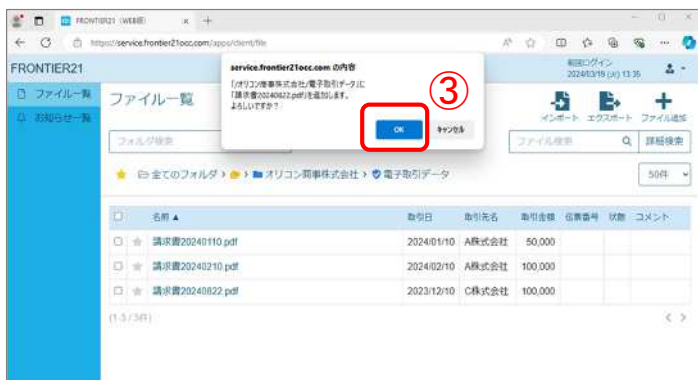 FRONTIER21 (WEB版)
https://service.frontier21occ.com/apps/client/file
FRONTIER21
前回ログイン
2024/03/19 (火) 13:35
service.frontier21occ.com の内容
「/オリコン商事株式会社/電子取引データ」に
「請求書20240822.pdf」を追加します。
よろしいですか？
OK
キャンセル
③
ファイル一覧
お知らせ一覧
ファイル一覧
インポート
エクスポート
ファイル追加
フォルダ検索
ファイル検索
詳細検索
全てのフォルダ
オリコン商事株式会社
電子取引データ
50件
名前 ▲ 取引日 取引先名 取引金額 伝票番号 状態 コメント
請求書20240110.pdf 2024/01/10 A株式会社 50,000
請求書20240210.pdf 2024/02/10 A株式会社 100,000
請求書20240822.pdf 2023/12/10 C株式会社 100,000
(1-3 / 3件)